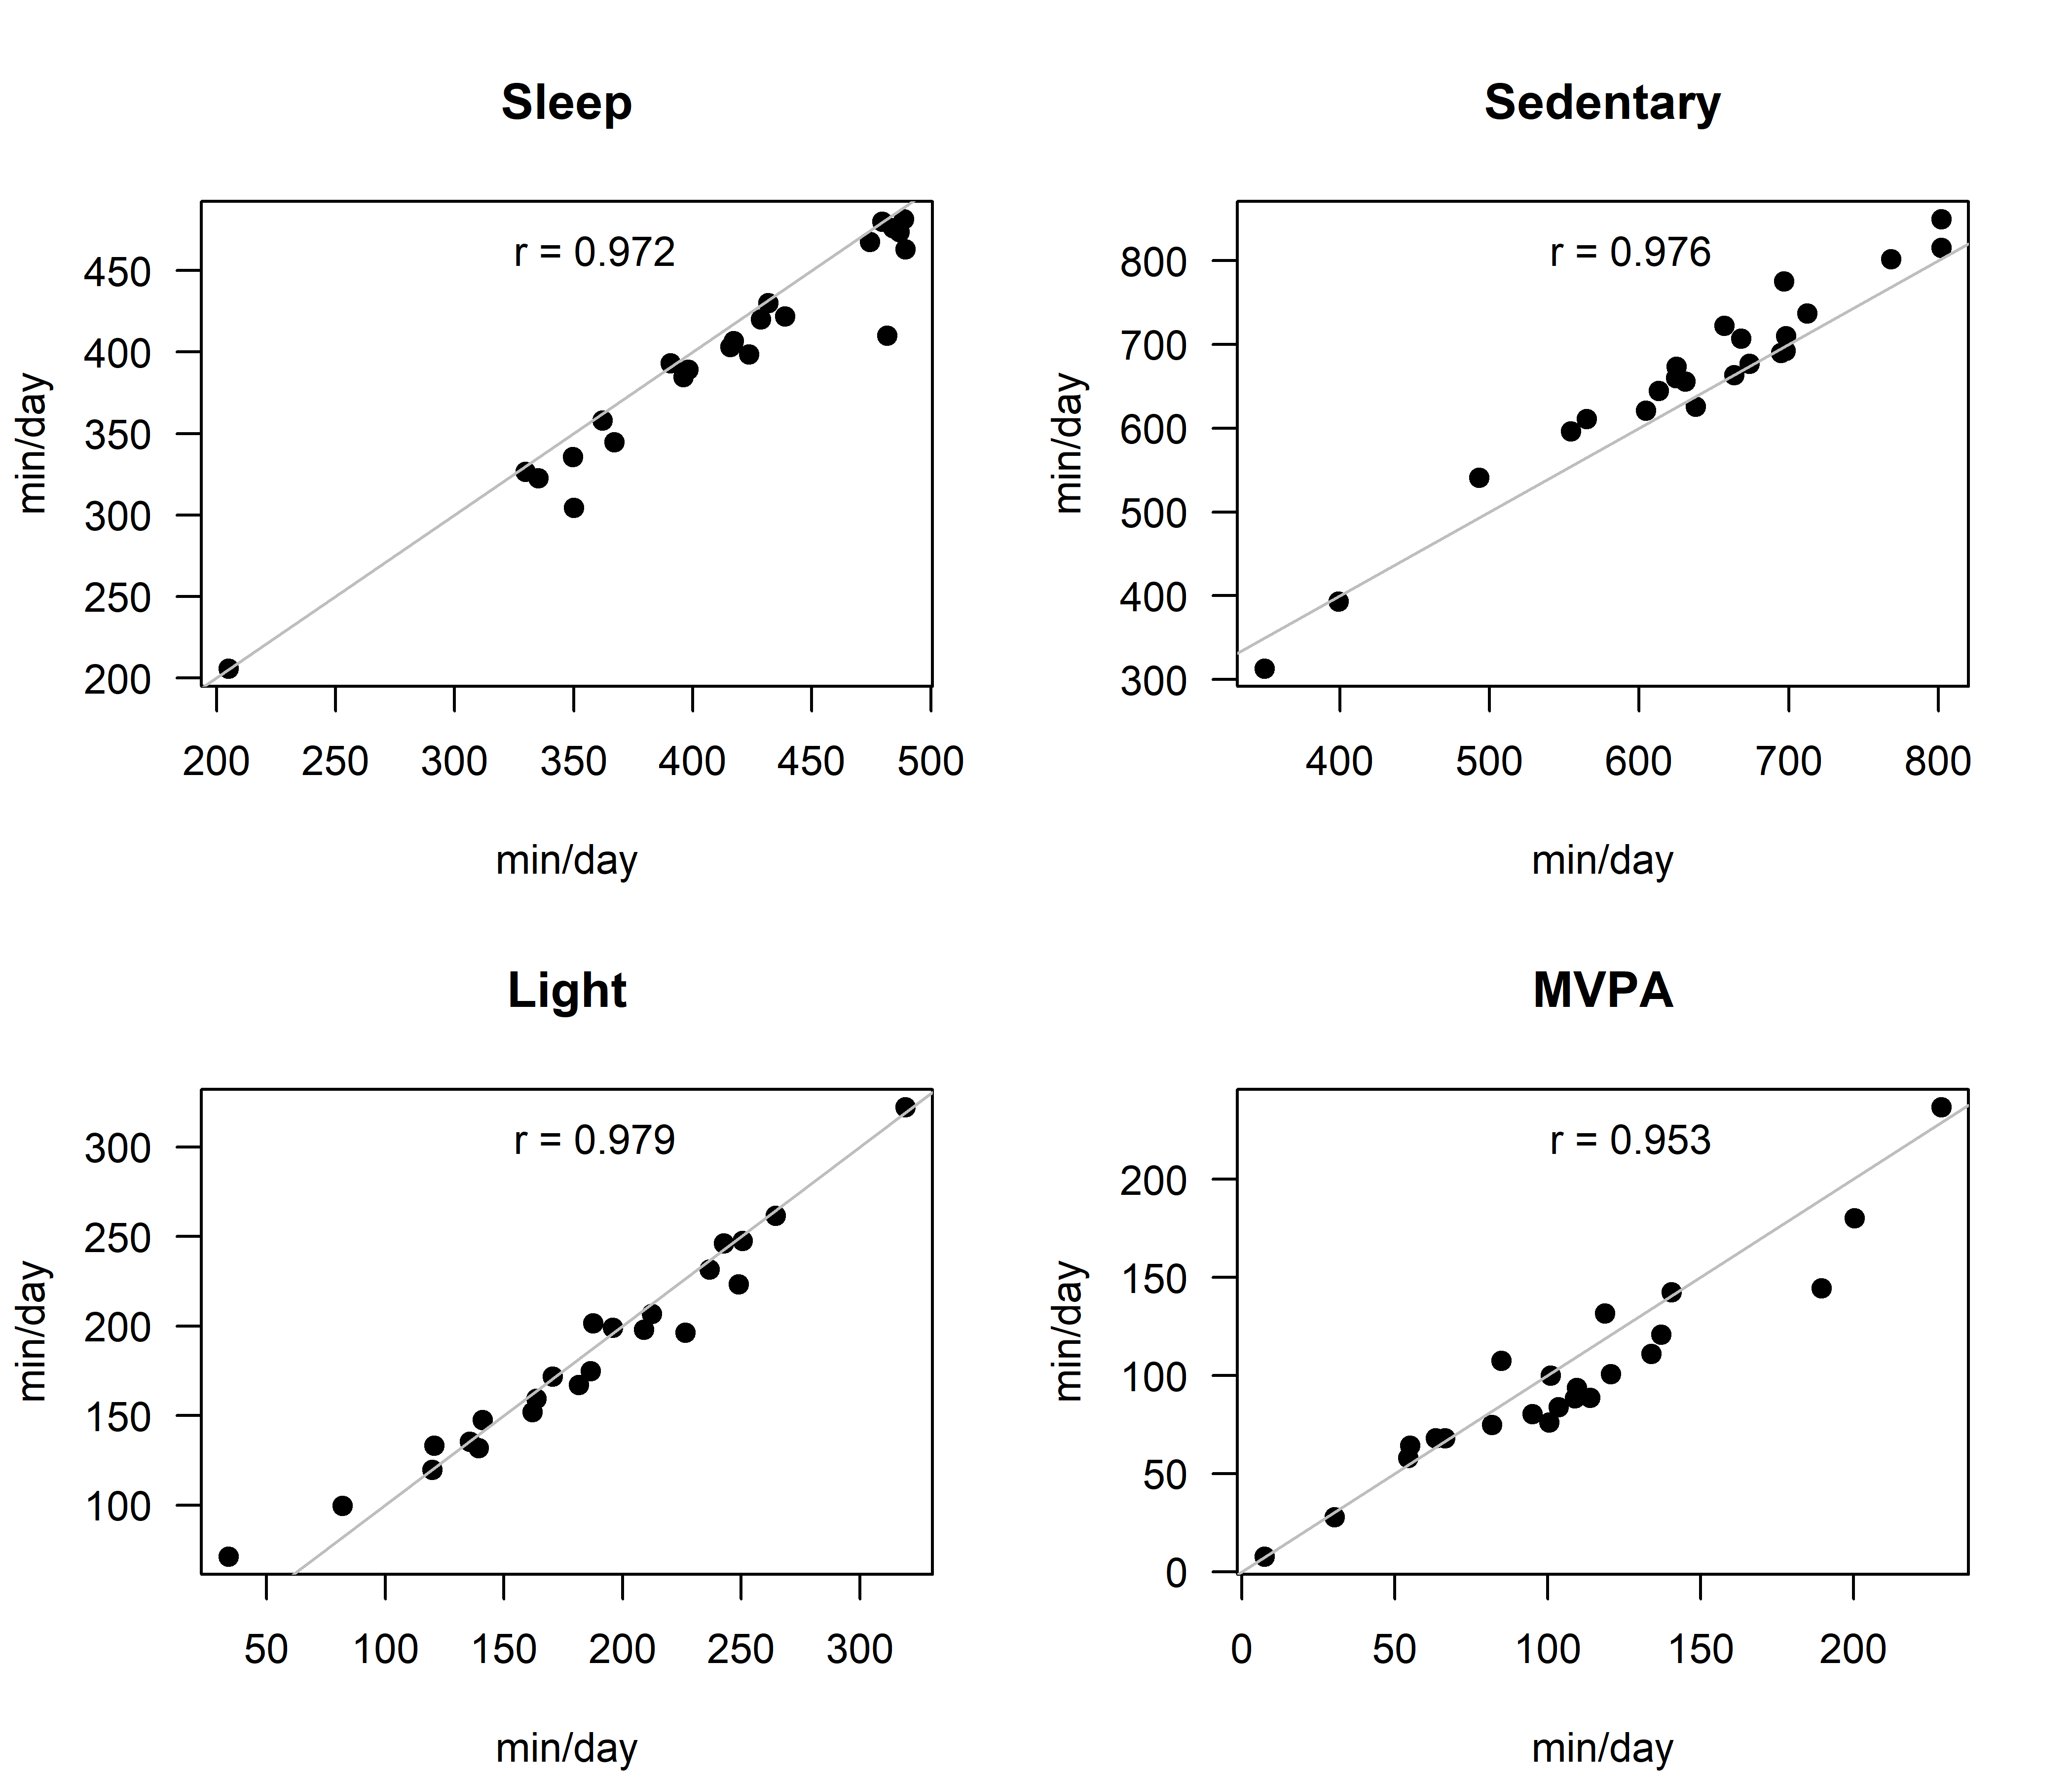 Sleep
r = 0.972
min/day
450
400
350
300
250
200
200 250 300 350 400 450 500
min/day
Sedentary
r = 0.976
min/day
800
700
600
500
400
300
400 500 600 700 800
min/day
Light
r = 0.979
min/day
300
250
200
150
100
50 100 150 200 250 300
min/day
MVPA
r = 0.953
min/day
200
150
100
50
0
0 50 100 150 200
min/day